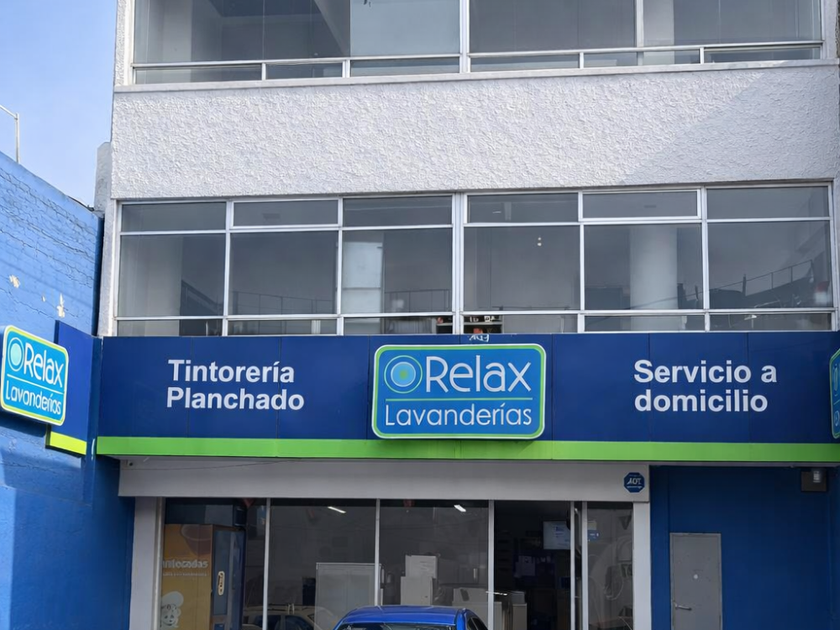 Relax
Lavanderías
Tintorería
Planchado
Relax
Lavanderías
Servicio a
domicilio
ADT